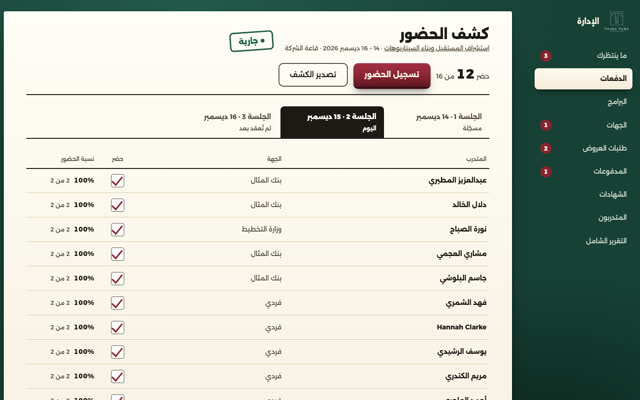 كشف الحضور
جارية
استشراف المستقبل وبناء السيناريوهات · 14 - 16 ديسمبر 2026 · قاعة الشركة
حضر 12 من 16
تسجيل الحضور
تصدير الكشف
الجلسة 1 · 14 ديسمبر
مسجّلة
الجلسة 2 · 15 ديسمبر
اليوم
الجلسة 3 · 16 ديسمبر
لم تُعقد بعد
المتدرب الجهة حضر نسبة الحضور
عبدالعزيز المطيري بنك المثال 100% 2 من 2
دلال الخالد بنك المثال 100% 2 من 2
نورة الصباح وزارة التخطيط 100% 2 من 2
مشاري العجمي بنك المثال 100% 2 من 2
جاسم البلوشي بنك المثال 100% 2 من 2
فهد الشمري فردي 100% 2 من 2
Hannah Clarke فردي 100% 2 من 2
يوسف الرشيدي فردي 100% 2 من 2
مريم الكندري فردي 100% 2 من 2
الإدارة
ما ينتظرك 3
الدفعات
البرامج
الجهات 1
طلبات العروض 2
المدفوعات 1
الشهادات
المتدربون
التقرير الشامل